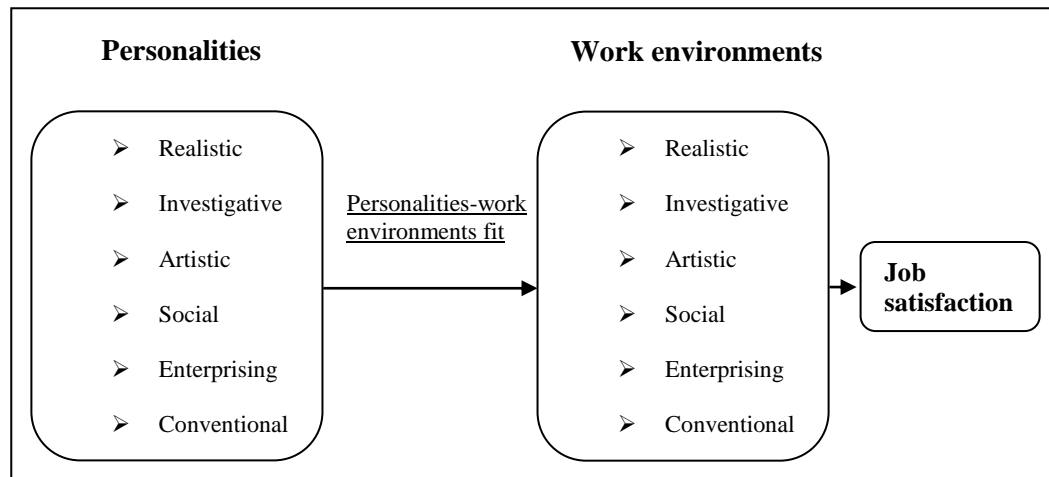 Personalities
Work environments
Realistic
Investigative
Artistic
Social
Enterprising
Conventional
Personalities-work
environments fit
Realistic
Investigative
Artistic
Social
Enterprising
Conventional
Job
satisfaction